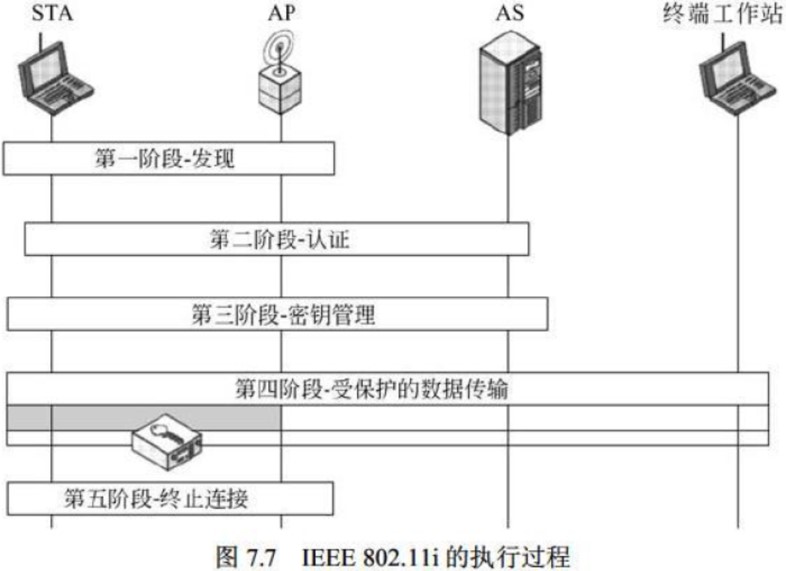 STA AP AS 终端工作站
第一阶段-发现
第二阶段-认证
第三阶段-密钥管理
第四阶段-受保护的数据传输
第五阶段-终止连接
图 7.7 IEEE 802.11i 的执行过程